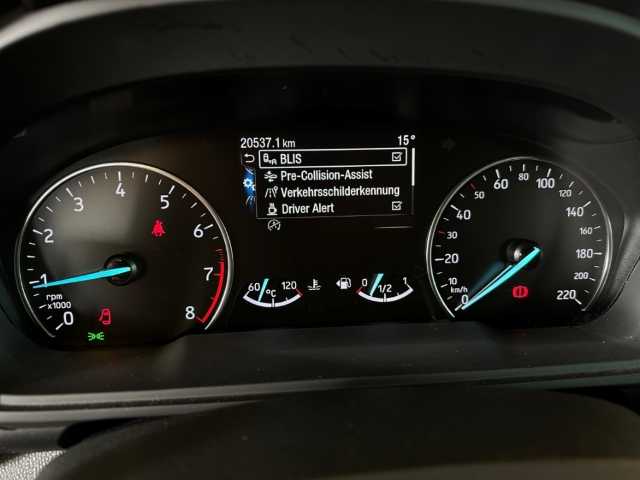 20537.1 km 15°
BLIS
Pre-Collision-Assist
Verkehrsschilderkennung
Driver Alert
0 1 2 3 4 5 6 7 8
rpm
x1000
60 120
°C
0 1/2 1
0 10 20 30 40 50 60 80 100 120 140 160 180 200 220
km/h